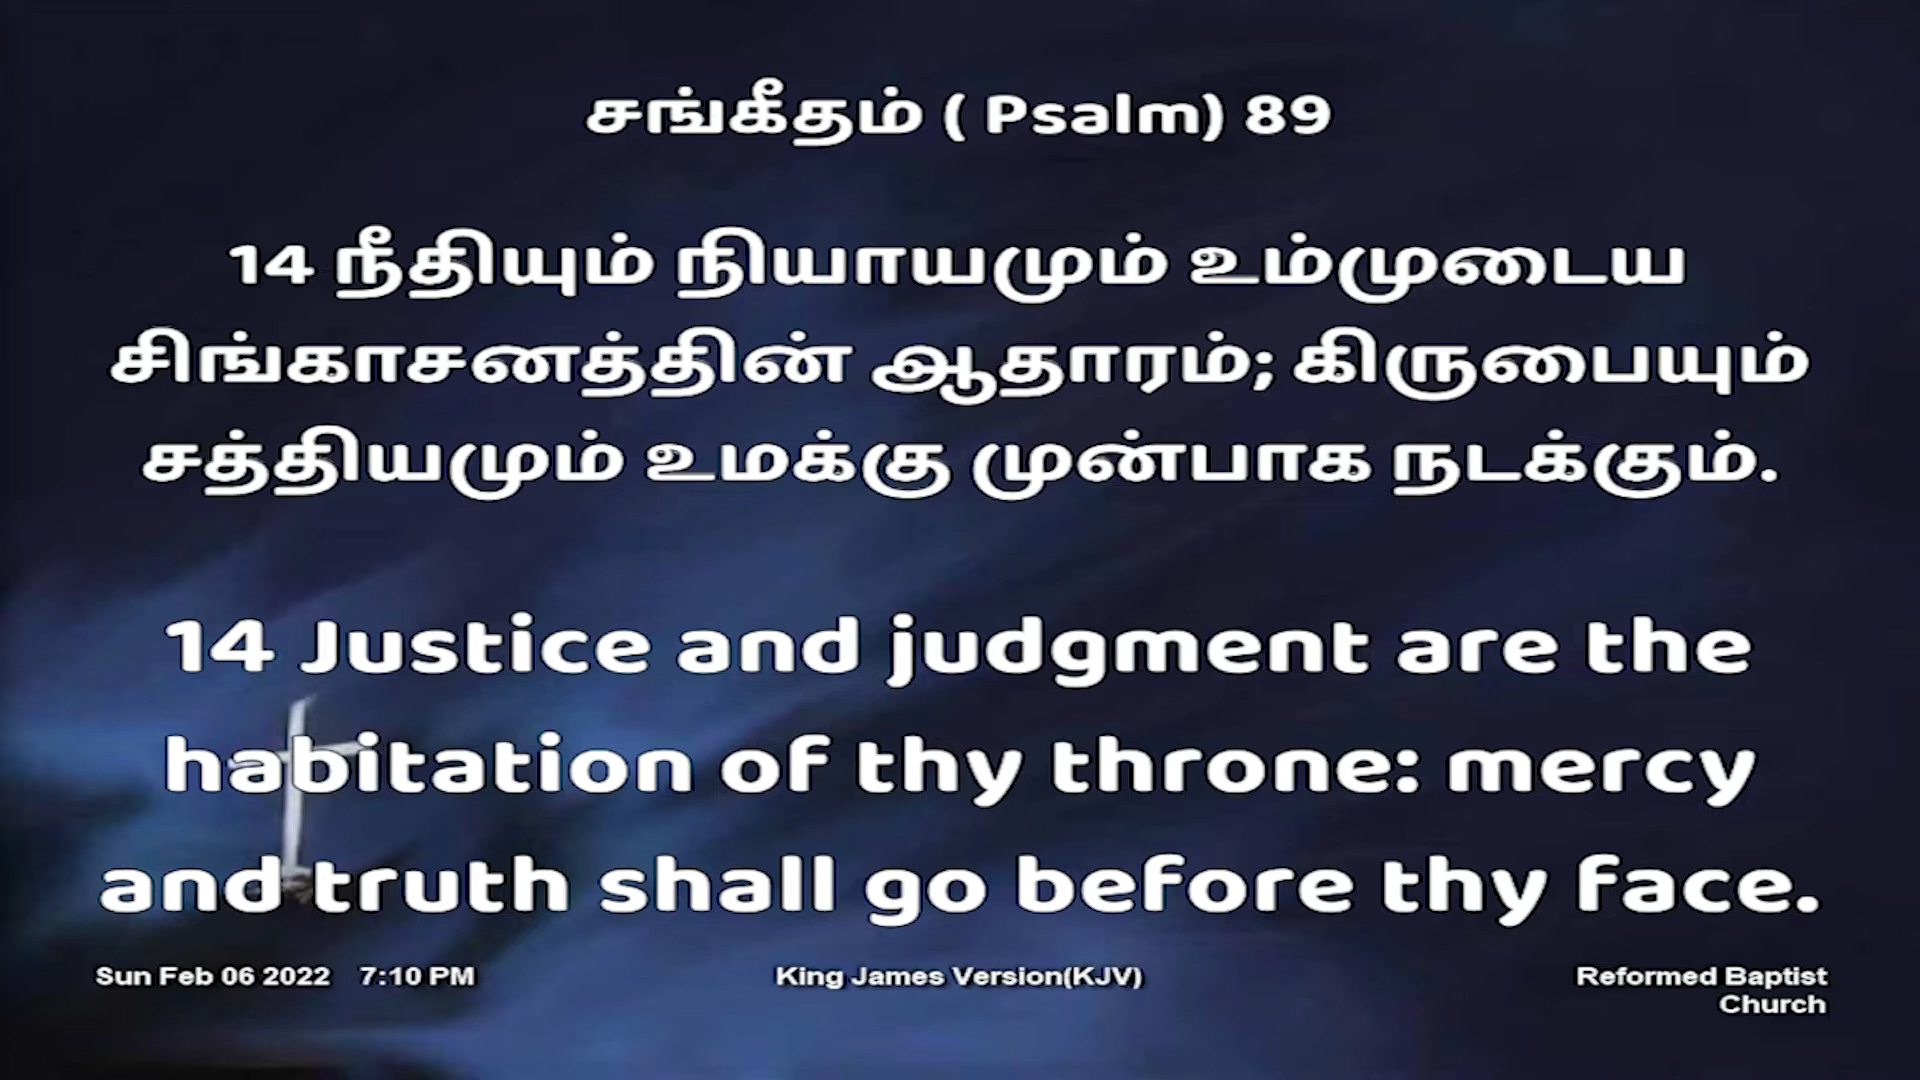 சங்கீதம் ( Psalm) 89
14 நீதியும் நியாயமும் உம்முடைய
சிங்காசனத்தின் ஆதாரம்; கிருபையும்
சத்தியமும் உமக்கு முன்பாக நடக்கும்.
14 Justice and judgment are the
habitation of thy throne: mercy
and truth shall go before thy face.
Sun Feb 06 2022 7:10 PM
King James Version(KJV)
Reformed Baptist
Church